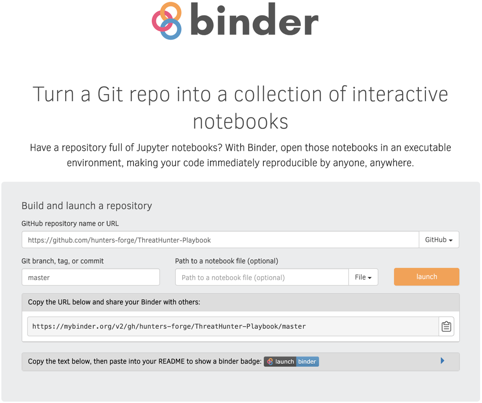 binder
Turn a Git repo into a collection of interactive
notebooks
Have a repository full of Jupyter notebooks? With Binder, open those notebooks in an executable
environment, making your code immediately reproducible by anyone, anywhere.
Build and launch a repository
GitHub repository name or URL
https://github.com/hunters-forge/ThreatHunter-Playbook GitHub
Git branch, tag, or commit Path to a notebook file (optional)
master Path to a notebook file (optional) File launch
Copy the URL below and share your Binder with others:
https://mybinder.org/v2/gh/hunters-forge/ThreatHunter-Playbook/master
Copy the text below, then paste into your README to show a binder badge: launch binder